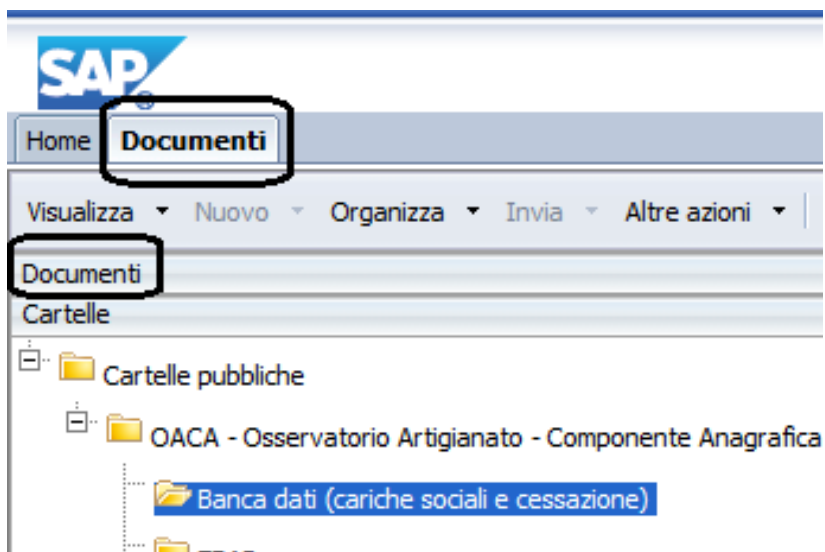 SAP
Home Documenti
Visualizza Nuovo Organizza Invia Altre azioni
Documenti
Cartelle
Cartelle pubbliche
OACA - Osservatorio Artigianato - Componente Anagrafica
Banca dati (cariche sociali e cessazione)